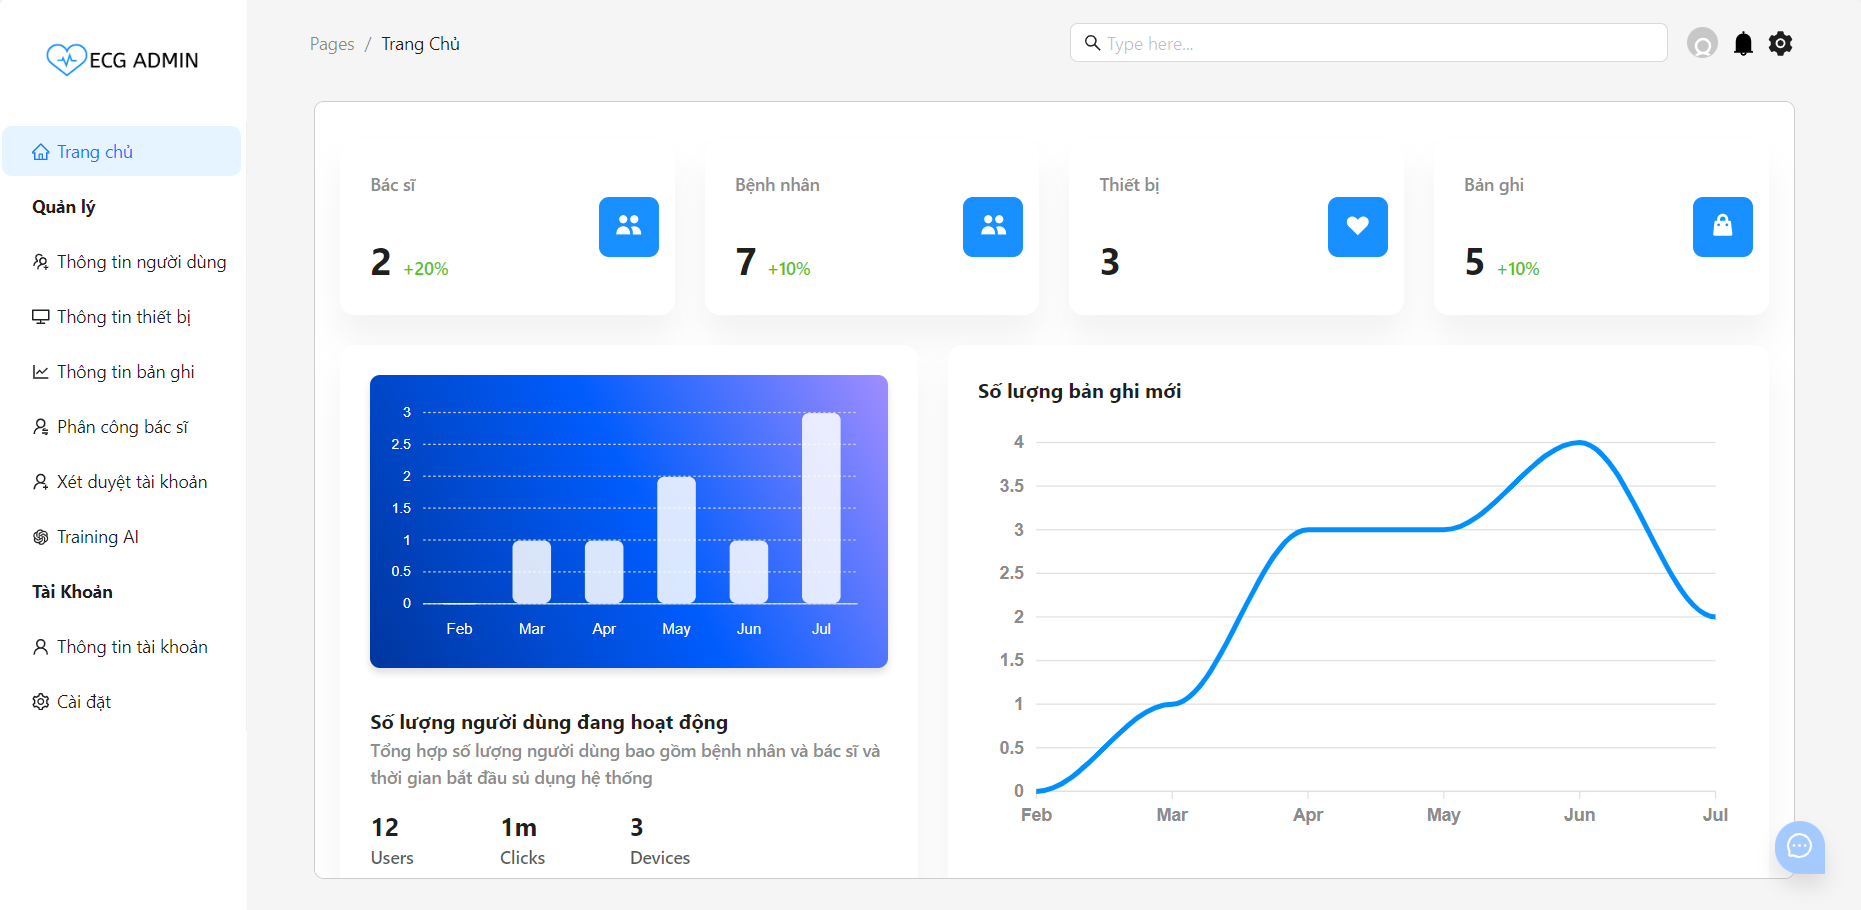 ECG ADMIN
Trang chủ
Quản lý
Thông tin người dùng
Thông tin thiết bị
Thông tin bản ghi
Phân công bác sĩ
Xét duyệt tài khoản
Training AI
Tài Khoản
Thông tin tài khoản
Cài đặt
Pages / Trang Chủ
Type here...
Bác sĩ
2 +20%
Bệnh nhân
7 +10%
Thiết bị
3
Bản ghi
5 +10%
3
2.5
2
1.5
1
0.5
0
Feb Mar Apr May Jun Jul
Số lượng người dùng đang hoạt động
Tổng hợp số lượng người dùng bao gồm bệnh nhân và bác sĩ và
thời gian bắt đầu sủ dụng hệ thống
12 1m 3
Users Clicks Devices
Số lượng bản ghi mới
4
3.5
3
2.5
2
1.5
1
0.5
0
Feb Mar Apr May Jun Jul